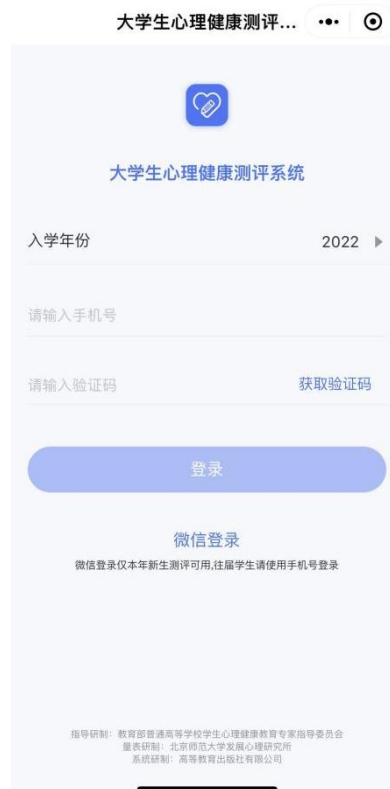 大学生心理健康测评...
大学生心理健康测评系统
入学年份 2022
请输入手机号
请输入验证码 获取验证码
登录
微信登录
微信登录仅本年新生测评可用,往届学生请使用手机号登录
指导研制：教育部普通高等学校学生心理健康教育专家指导委员会
量表研制：北京师范大学发展心理研究所
系统研制：高等教育出版社有限公司